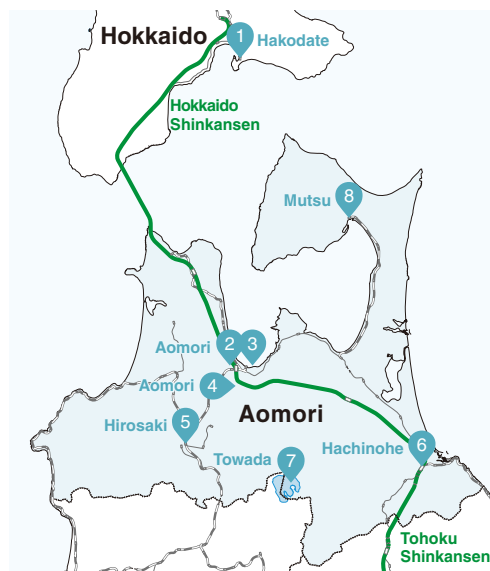 Hokkaido
1
Hakodate
Hokkaido
Shinkansen
Mutsu
8
Aomori
2
3
Aomori
4
Aomori
Hirosaki
5
Towada
7
Hachinohe
6
Tohoku
Shinkansen